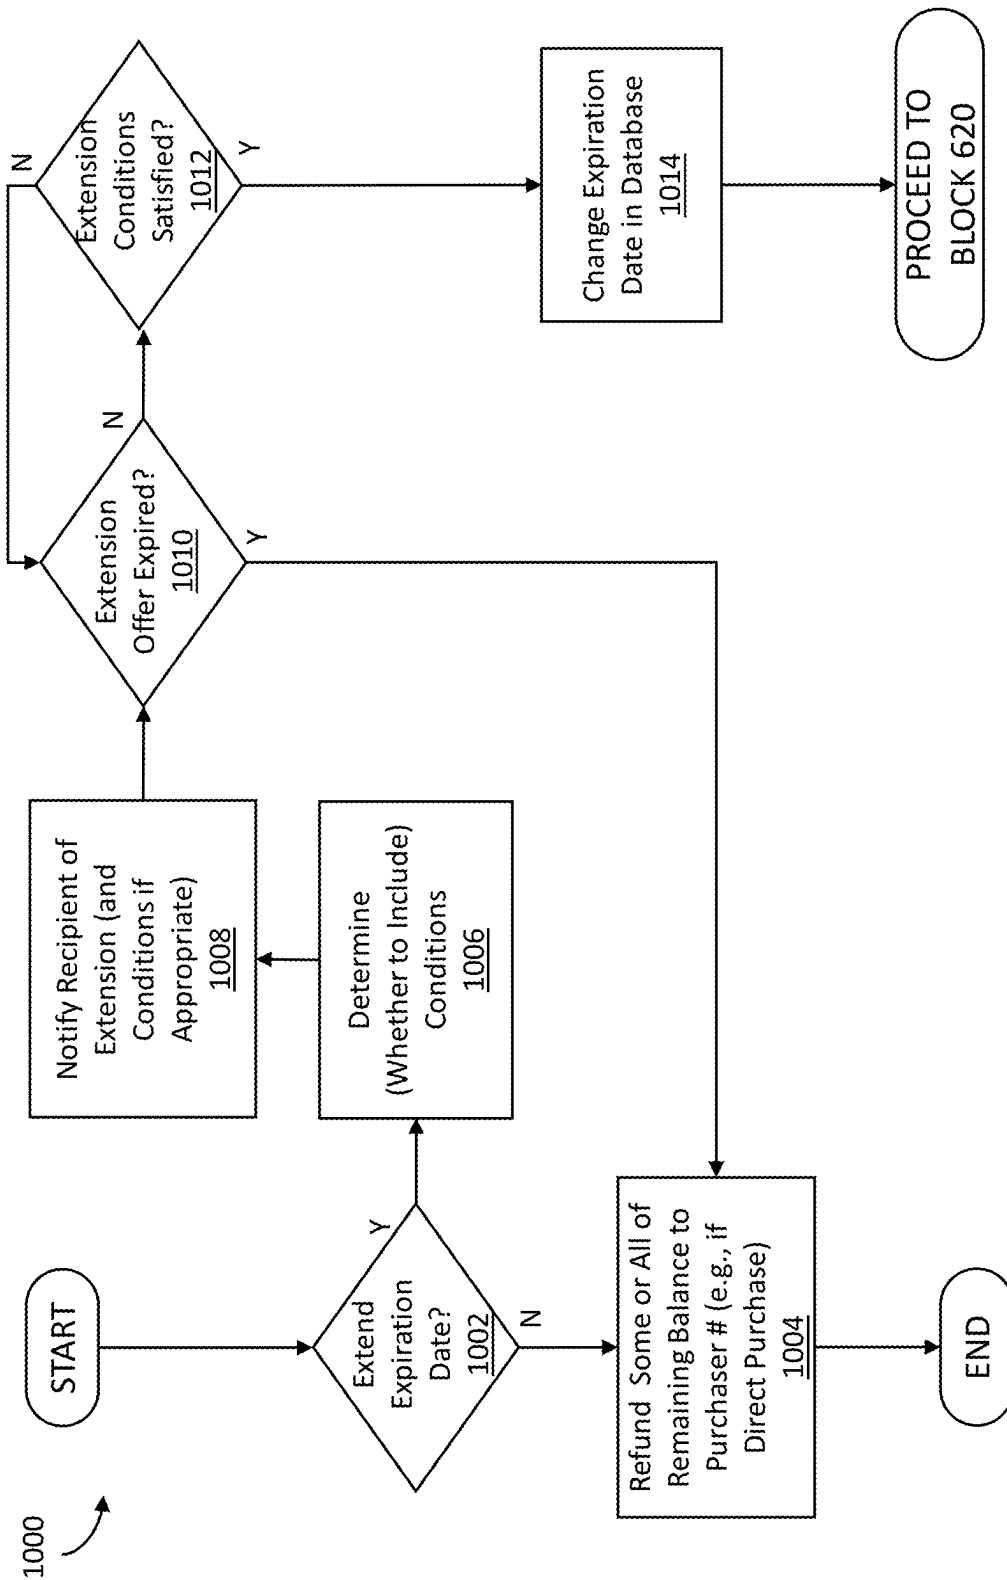 1000
START
Extend
Expiration
Date?
1002
Y
N
Refund Some or All of
Remaining Balance to
Purchaser # (e.g., if
Direct Purchase)
1004
END
Determine
(Whether to Include)
Conditions
1006
Notify Recipient of
Extension (and
Conditions if
Appropriate)
1008
Extension
Offer Expired?
1010
N
Y
Extension
Conditions
Satisfied?
1012
N
Y
Change Expiration
Date in Database
1014
PROCEED TO
BLOCK 620